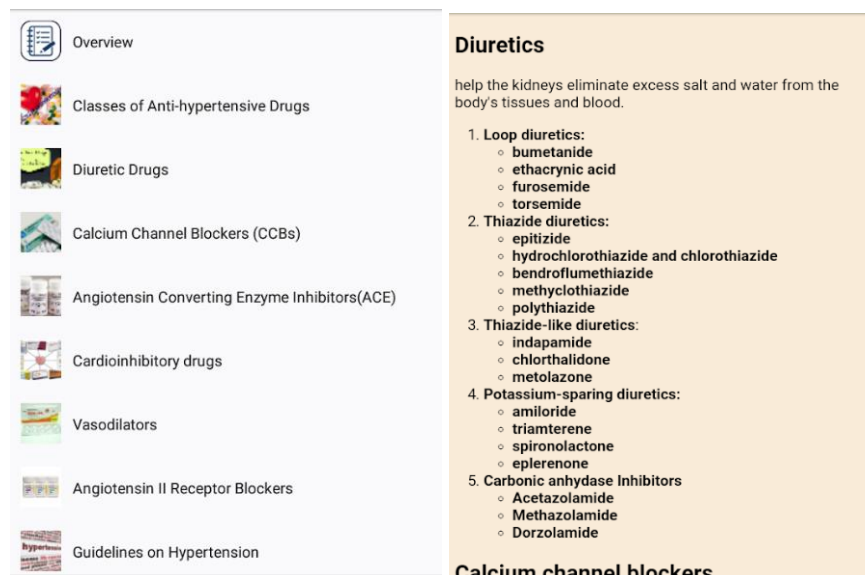 Overview
Classes of Anti-hypertensive Drugs
Diuretic Drugs
Calcium Channel Blockers (CCBs)
Angiotensin Converting Enzyme Inhibitors(ACE)
Cardioinhibitory drugs
Vasodilators
Angiotensin II Receptor Blockers
Guidelines on Hypertension
Diuretics
help the kidneys eliminate excess salt and water from the
body's tissues and blood.
1. Loop diuretics:
◦ bumetanide
◦ ethacrynic acid
◦ furosemide
◦ torsemide
2. Thiazide diuretics:
◦ epitizide
◦ hydrochlorothiazide and chlorothiazide
◦ bendroflumethiazide
◦ methyclothiazide
◦ polythiazide
3. Thiazide-like diuretics:
◦ indapamide
◦ chlorthalidone
◦ metolazone
4. Potassium-sparing diuretics:
◦ amiloride
◦ triamterene
◦ spironolactone
◦ eplerenone
5. Carbonic anhydase Inhibitors
◦ Acetazolamide
◦ Methazolamide
◦ Dorzolamide
Calcium channel blockers